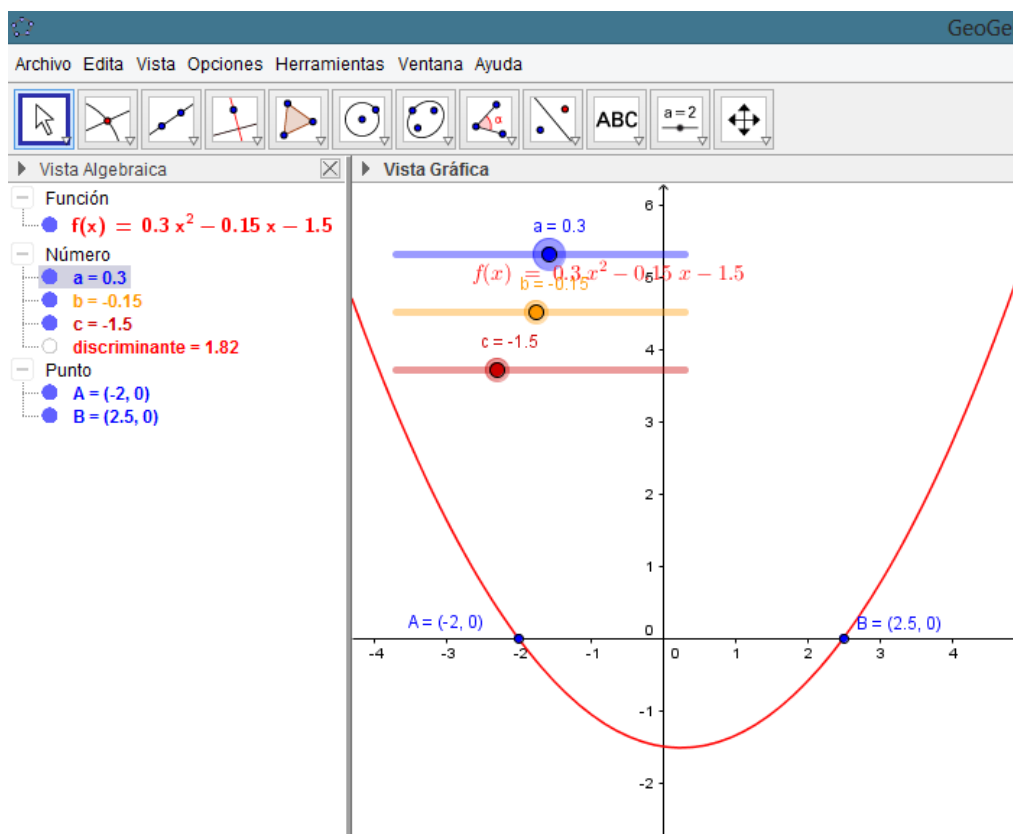 GeoGe
Archivo Edita Vista Opciones Herramientas Ventana Ayuda
α
ABC
a=2
Vista Algebraica
Función
f(x) = 0.3 x² − 0.15 x − 1.5
Número
a = 0.3
b = -0.15
c = -1.5
discriminante = 1.82
Punto
A = (-2, 0)
B = (2.5, 0)
Vista Gráfica
a = 0.3
f(x) = 0.3 x² − 0.15 x − 1.5
b = -0.15
c = -1.5
6
5
4
3
2
1
0
-1
-2
A = (-2, 0)
B = (2.5, 0)
-4 -3 -2 -1 0 1 2 3 4